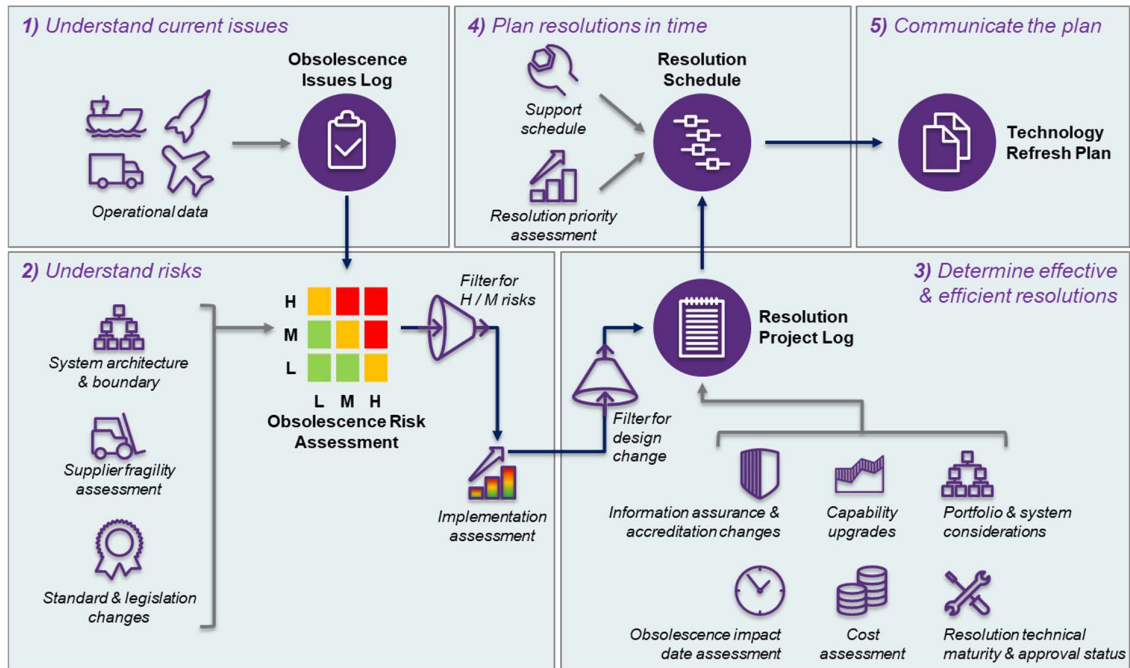 1) Understand current issues
Obsolescence
Issues Log
Operational data
4) Plan resolutions in time
Support
schedule
Resolution priority
assessment
Resolution
Schedule
5) Communicate the plan
Technology
Refresh Plan
2) Understand risks
System architecture
& boundary
Supplier fragility
assessment
Standard & legislation
changes
H
M
L
L M H
Obsolescence Risk
Assessment
Filter for
H / M risks
Implementation
assessment
Filter for
design
change
3) Determine effective
& efficient resolutions
Resolution
Project Log
Information assurance &
accreditation changes
Capability
upgrades
Portfolio & system
considerations
Obsolescence impact
date assessment
Cost
assessment
Resolution technical
maturity & approval status